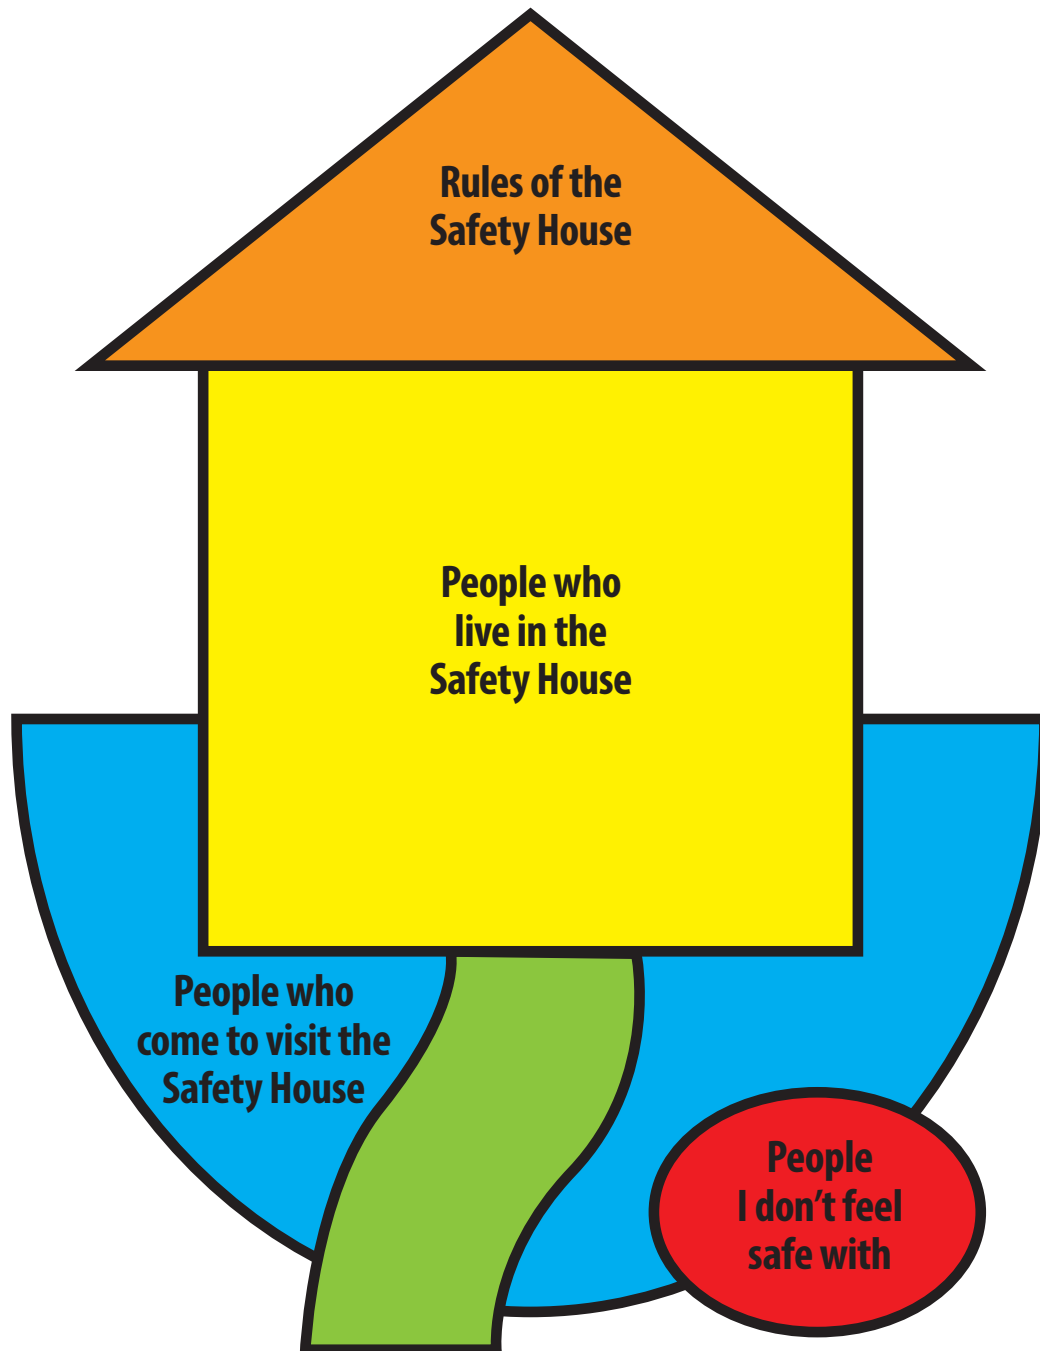 Rules of the
Safety House
People who
live in the
Safety House
People who
come to visit the
Safety House
People
I don’t feel
safe with